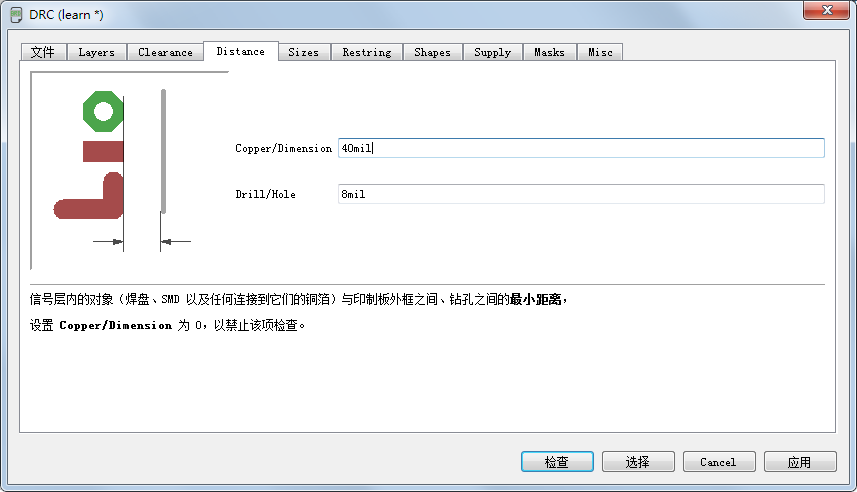 DRC (learn *)
文件 Layers Clearance Distance Sizes Restring Shapes Supply Masks Misc
Copper/Dimension 40mil
Drill/Hole 8mil
信号层内的对象（焊盘、SMD 以及任何连接到它们的铜箔）与印制板外框之间、钻孔之间的最小距离，
设置 Copper/Dimension 为 0，以禁止该项检查。
检查 选择 Cancel 应用